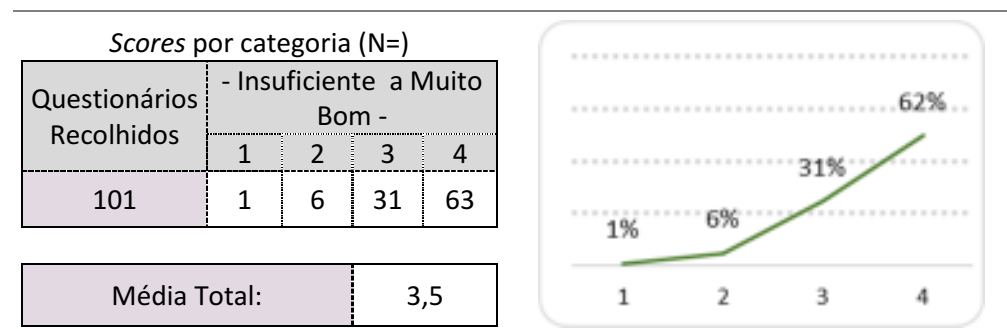 Scores por categoria (N=)
Questionários
Recolhidos
- Insuficiente a Muito
Bom -
1 2 3 4
101 1 6 31 63
Média Total: 3,5
62%
31%
6%
1%
1 2 3 4